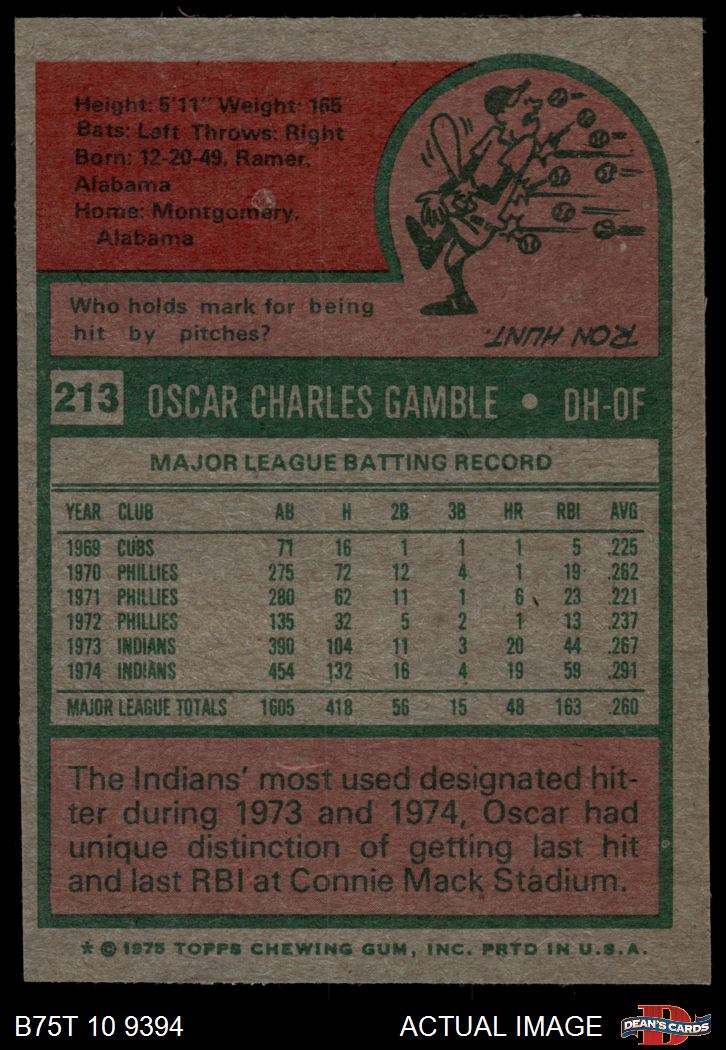 Height: 5'11" Weight: 165
Bats: Left Throws: Right
Born: 12-20-49, Ramer,
Alabama
Home: Montgomery,
Alabama
Who holds mark for being
hit by pitches?
RON HUNT.
213 OSCAR CHARLES GAMBLE • DH-OF
MAJOR LEAGUE BATTING RECORD
YEAR CLUB AB H 2B 3B HR RBI AVG
1969 CUBS 71 16 1 1 1 5 .225
1970 PHILLIES 275 72 12 4 1 19 .262
1971 PHILLIES 280 62 11 1 6 23 .221
1972 PHILLIES 135 32 5 2 1 13 .237
1973 INDIANS 390 104 11 3 20 44 .267
1974 INDIANS 454 132 16 4 19 59 .291
MAJOR LEAGUE TOTALS 1605 418 56 15 48 163 .260
The Indians' most used designated hit-
ter during 1973 and 1974, Oscar had
unique distinction of getting last hit
and last RBI at Connie Mack Stadium.
* © 1975 TOPPS CHEWING GUM, INC. PRTD IN U.S.A.
B75T 10 9394 ACTUAL IMAGE
D
DEAN'S CARDS